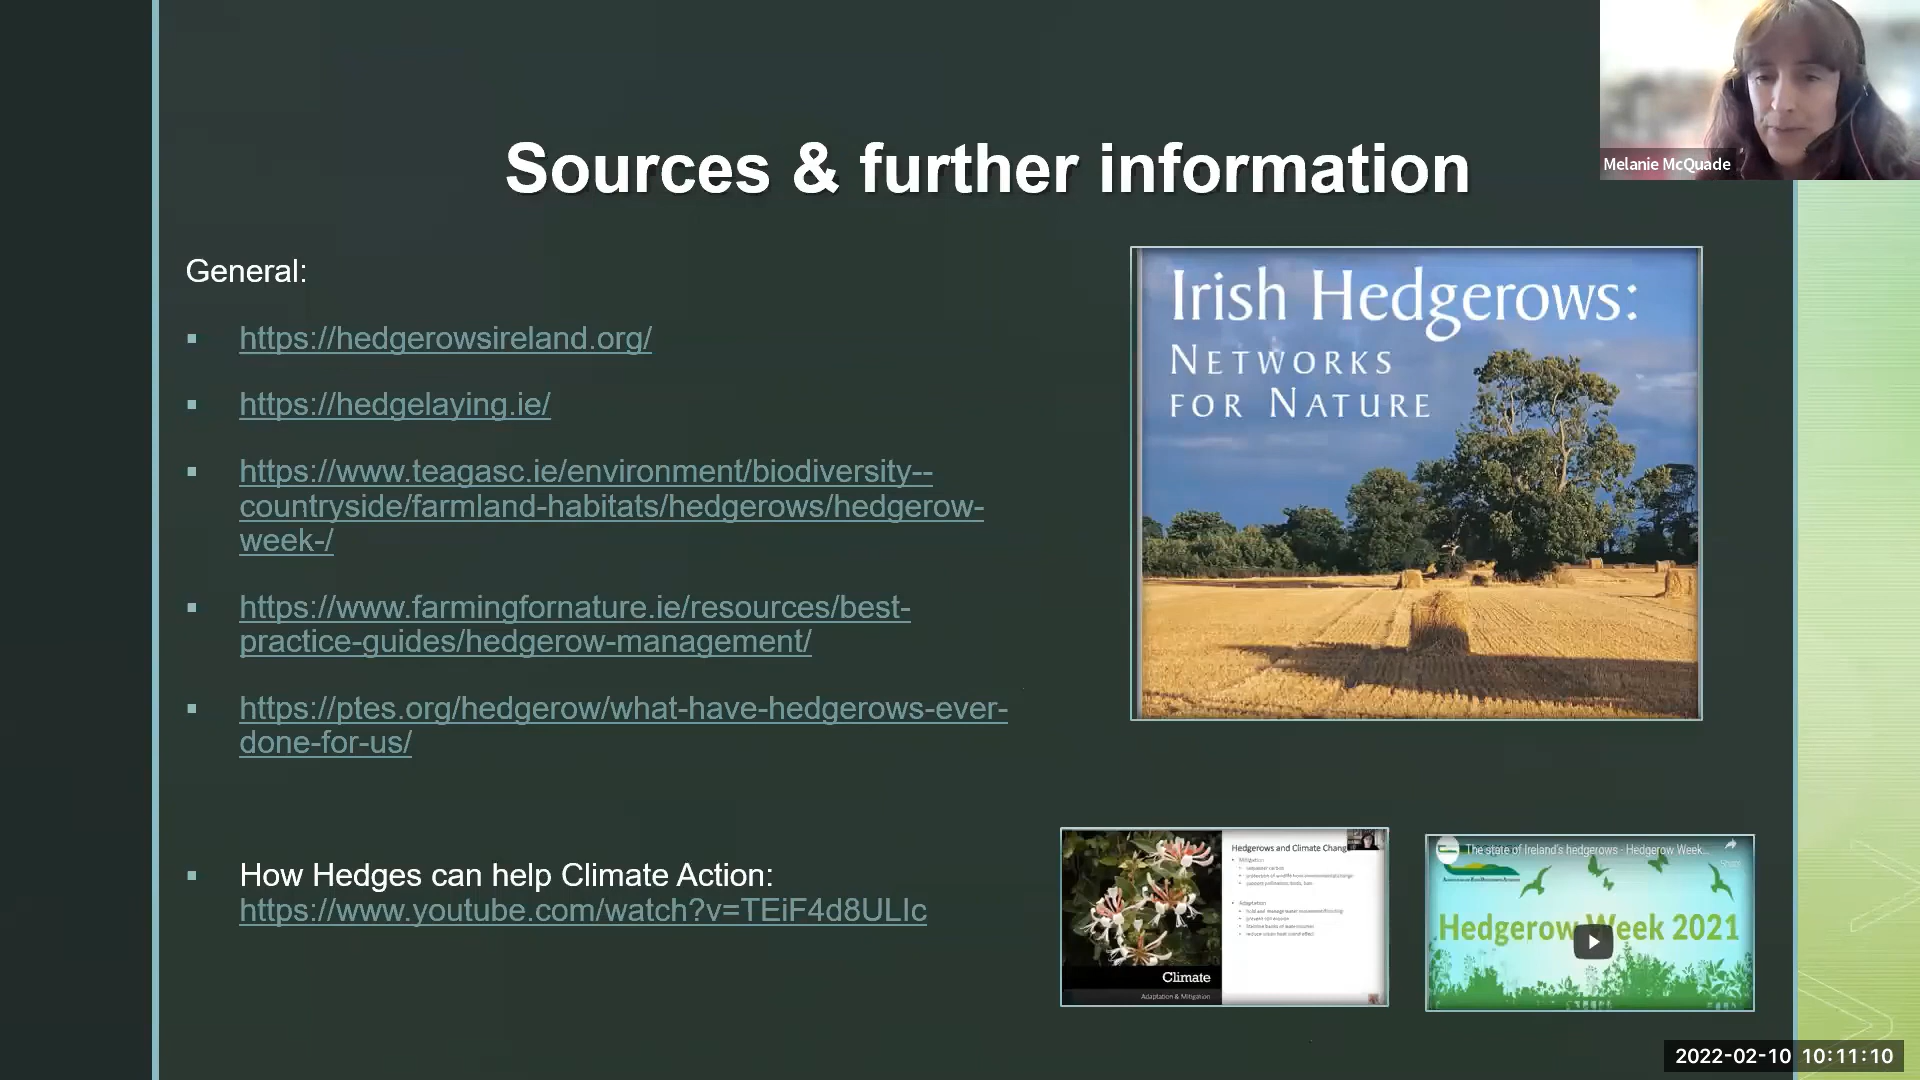 Melanie McQuade
Sources & further information
General:
https://hedgerowsireland.org/
https://hedgelaying.ie/
https://www.teagasc.ie/environment/biodiversity--
countryside/farmland-habitats/hedgerows/hedgerow-
week-/
https://www.farmingfornature.ie/resources/best-
practice-guides/hedgerow-management/
https://ptes.org/hedgerow/what-have-hedgerows-ever-
done-for-us/
How Hedges can help Climate Action:
https://www.youtube.com/watch?v=TEiF4d8ULIc
Irish Hedgerows:
NETWORKS
FOR NATURE
Hedgerows and Climate Chang
Mitigation
Adaptation
Climate
Adaptation & Mitigation
The state of Ireland's hedgerows - Hedgerow Week...
Share
Hedgerow Week 2021
2022-02-10 10:11:10